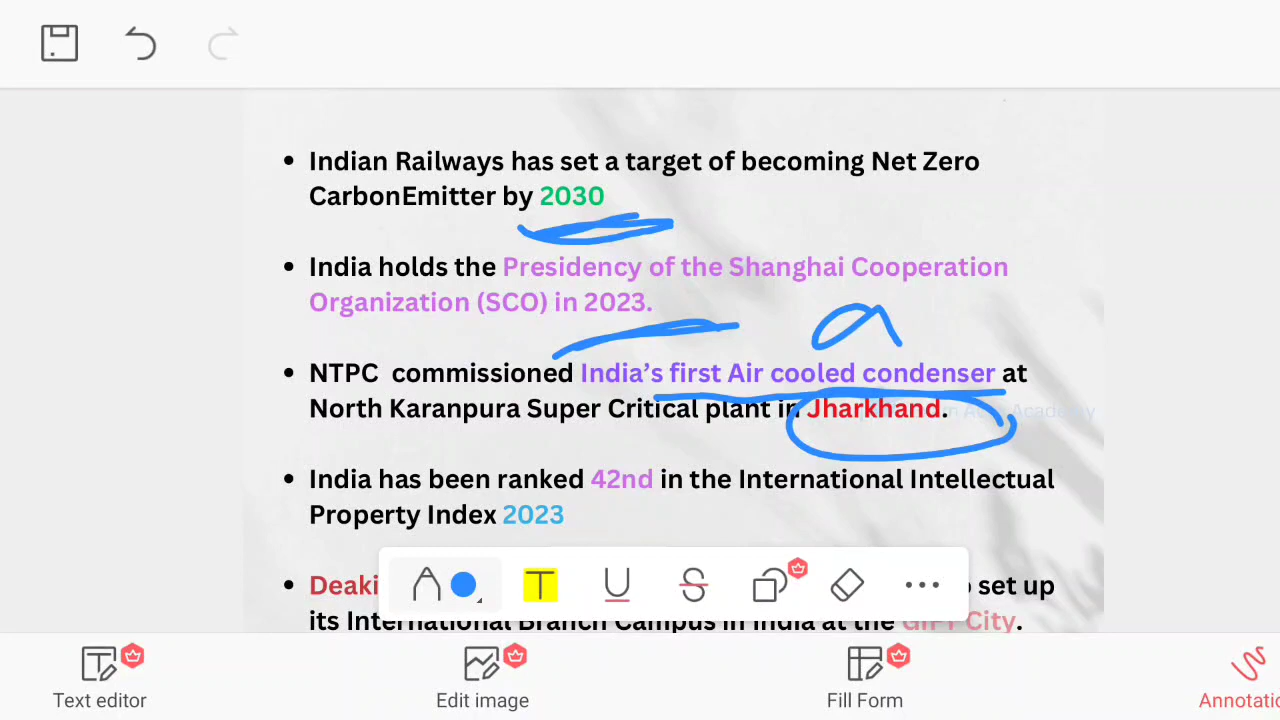 • Indian Railways has set a target of becoming Net Zero
CarbonEmitter by 2030
• India holds the Presidency of the Shanghai Cooperation
Organization (SCO) in 2023.
• NTPC commissioned India's first Air cooled condenser at
North Karanpura Super Critical plant in Jharkhand.
Academy
• India has been ranked 42nd in the International Intellectual
Property Index 2023
• Deaki set up
its International Branch Campus in India at the GIFT City.
Text editor
Edit image
Fill Form
Annotatio